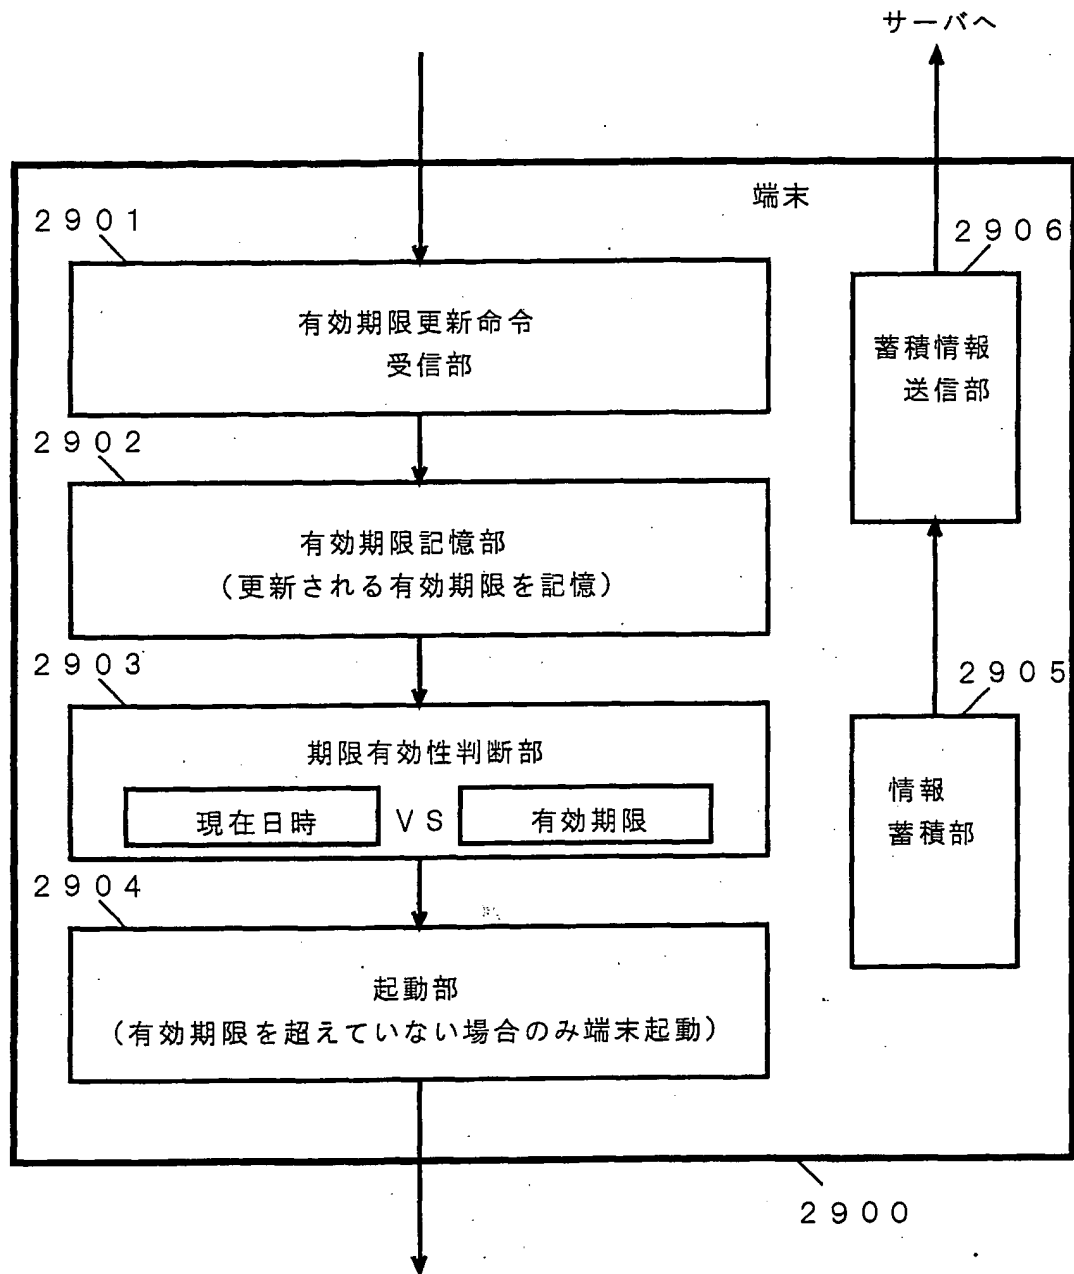 サーバへ
端末
２９０１
２９０６
有効期限更新命令
受信部
蓄積情報
送信部
２９０２
有効期限記憶部
（更新される有効期限を記憶）
２９０３
２９０５
期限有効性判断部
現在日時 ＶＳ 有効期限
情報
蓄積部
２９０４
起動部
（有効期限を超えていない場合のみ端末起動）
２９００